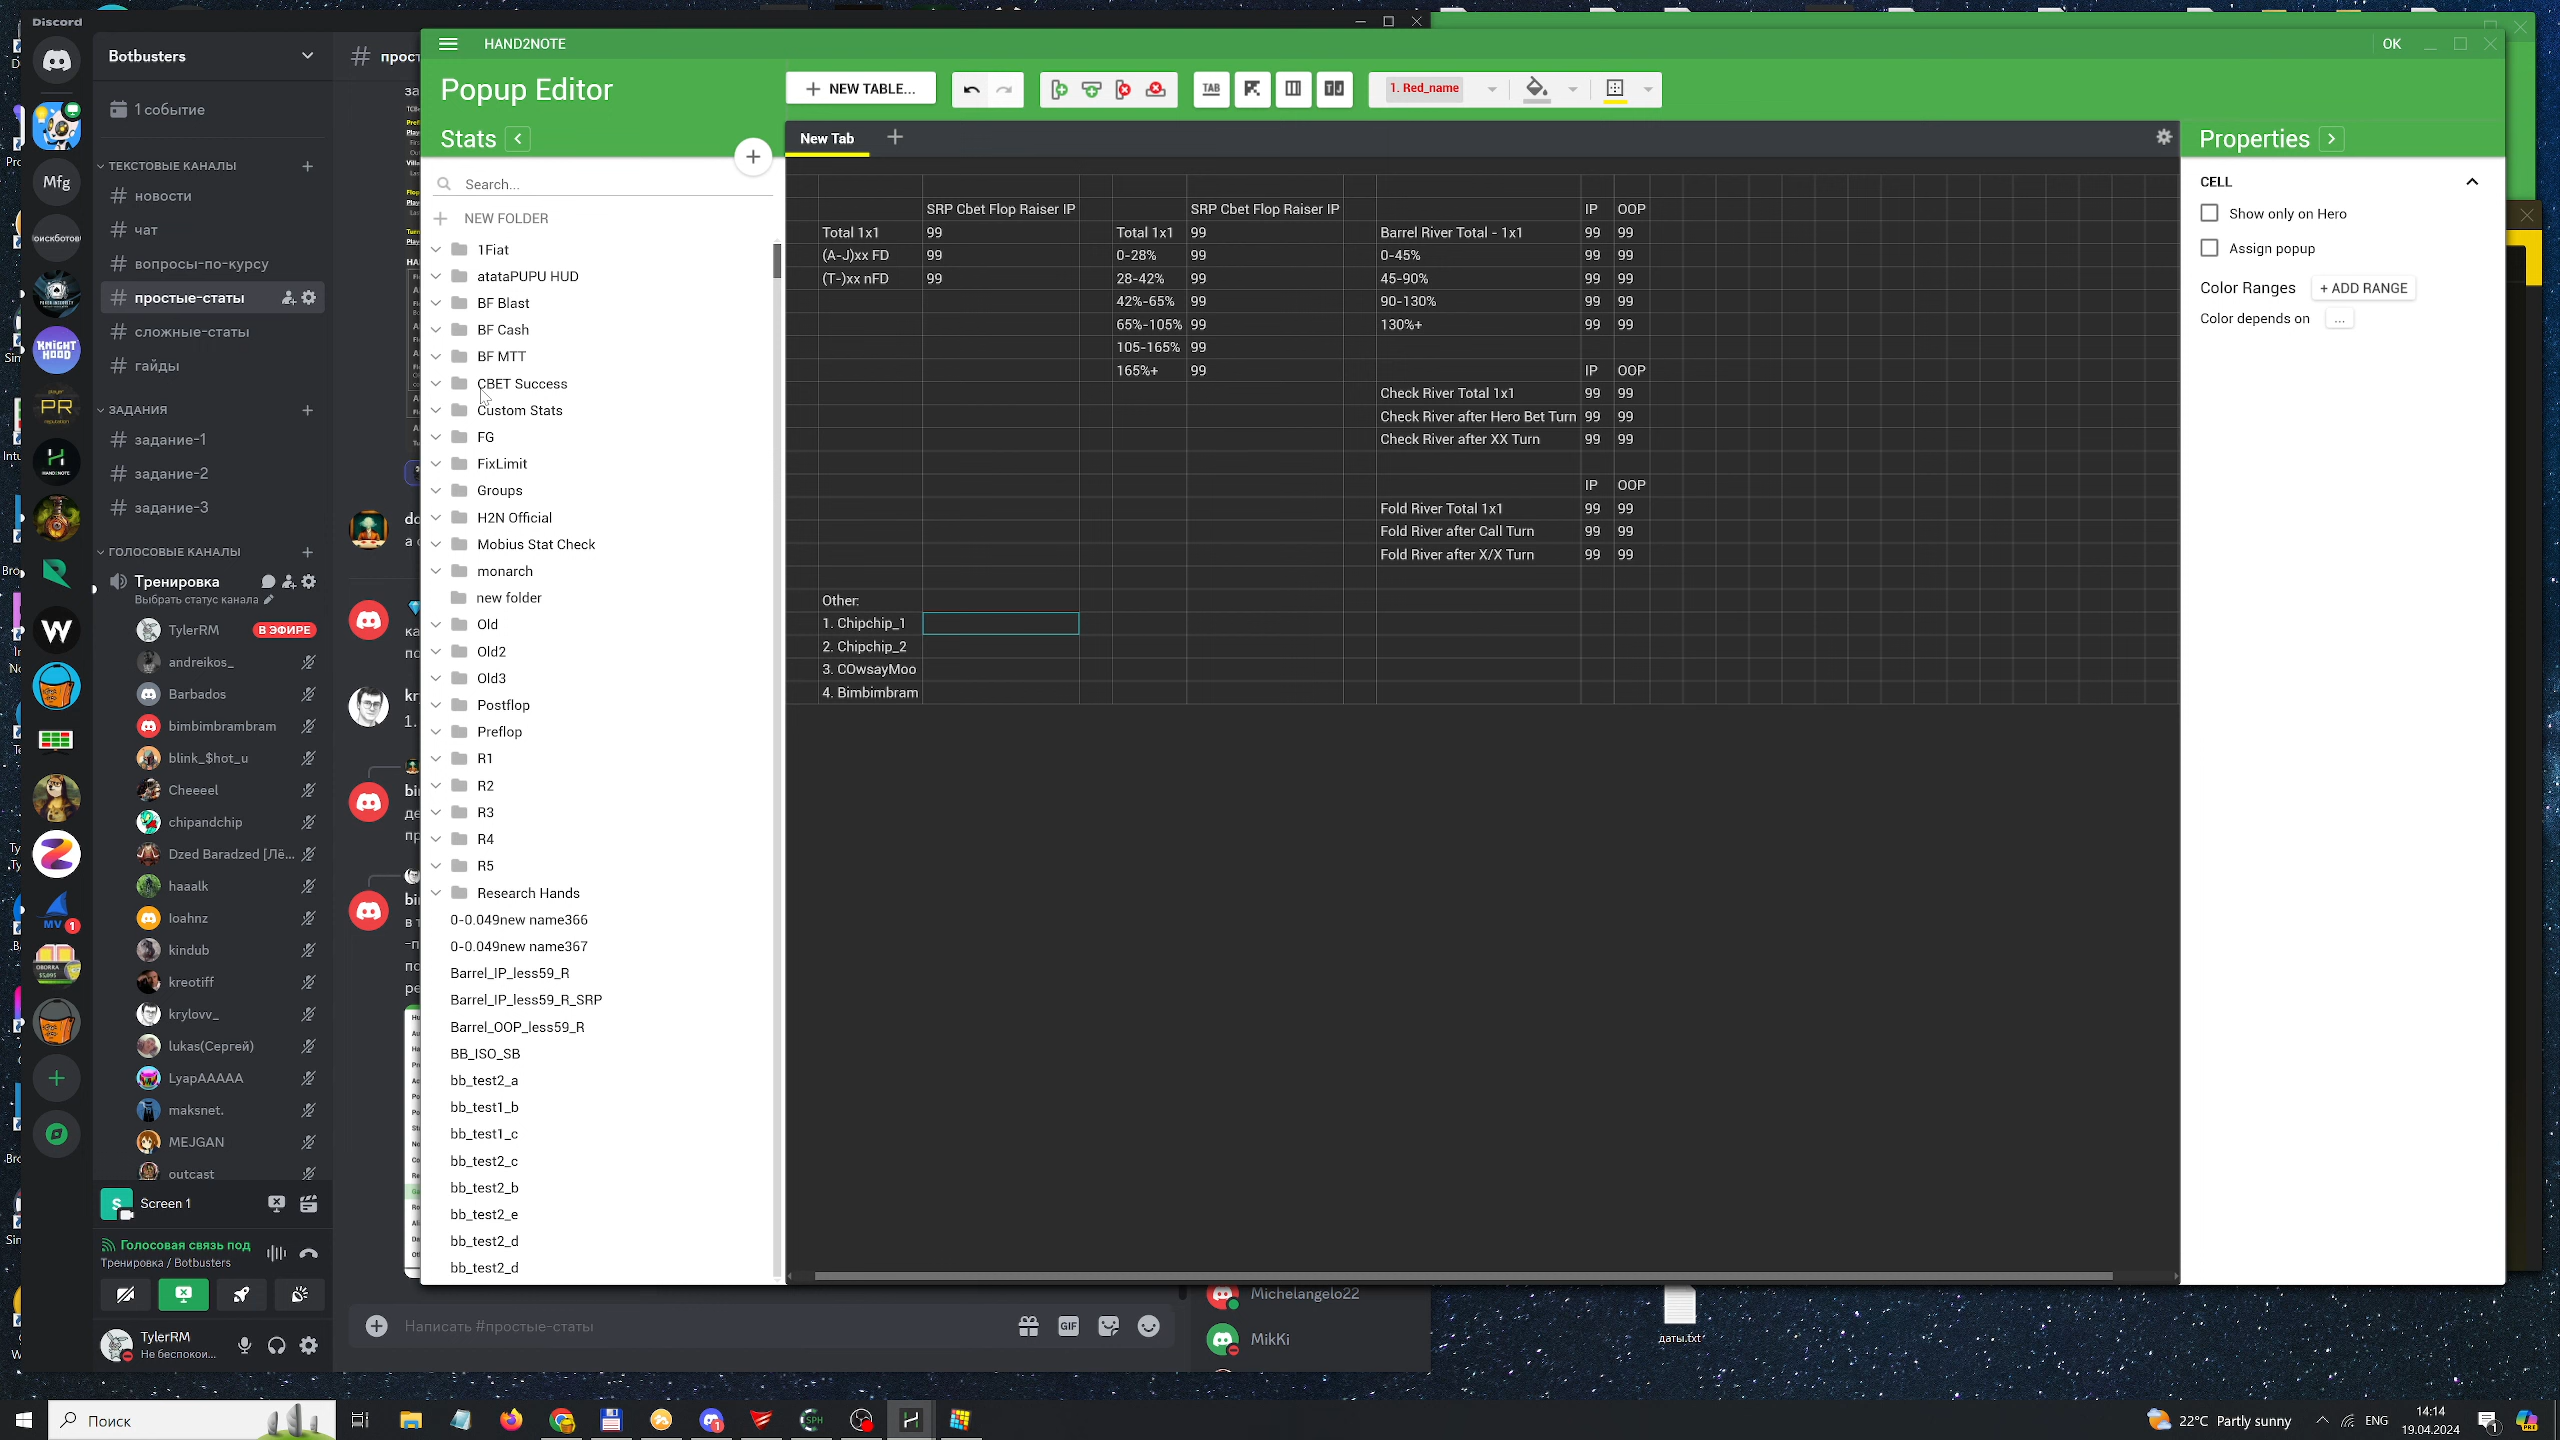 Discord
Botbusters
1 событие
ТЕКСТОВЫЕ КАНАЛЫ
новости
чат
вопросы-по-курсу
простые-статы
сложные-статы
гайды
ЗАДАНИЯ
задание-1
задание-2
задание-3
ГОЛОСОВЫЕ КАНАЛЫ
Тренировка
Выбрать статус канала
TylerRM В ЭФИРЕ
andreikos_
Barbados
bimbimbrambram
blink_$hot_u
Cheeeel
chipandchip
Dzed Baradzed [Лё...
haaalk
loahnz
kindub
kreotiff
krylovv_
lukas(Сергей)
LyapAAAAA
maksnet.
MEJGAN
outcast
Screen 1
Голосовая связь под
Тренировка / Botbusters
TylerRM
Не беспокои...
Mfg
KNIGHT HOOD
PR
HAND2NOTE
OK
Popup Editor
NEW TABLE...
TAB
1. Red_name
Stats
New Tab
Properties
Search...
NEW FOLDER
1Fiat
atataPUPU HUD
BF Blast
BF Cash
BF MTT
CBET Success
Custom Stats
FG
FixLimit
Groups
H2N Official
Mobius Stat Check
monarch
new folder
Old
Old2
Old3
Postflop
Preflop
R1
R2
R3
R4
R5
Research Hands
0-0.049new name366
0-0.049new name367
Barrel_IP_less59_R
Barrel_IP_less59_R_SRP
Barrel_OOP_less59_R
BB_ISO_SB
bb_test2_a
bb_test1_b
bb_test1_c
bb_test2_c
bb_test2_b
bb_test2_e
bb_test2_d
bb_test2_d
SRP Cbet Flop Raiser IP SRP Cbet Flop Raiser IP IP OOP
Total 1x1 99 Total 1x1 99 Barrel River Total - 1x1 99 99
(A-J)xx FD 99 0-28% 99 0-45% 99 99
(T-)xx nFD 99 28-42% 99 45-90% 99 99
42%-65% 99 90-130% 99 99
65%-105% 99 130%+ 99 99
105-165% 99
165%+ 99 IP OOP
Check River Total 1x1 99 99
Check River after Hero Bet Turn 99 99
Check River after XX Turn 99 99
IP OOP
Fold River Total 1x1 99 99
Fold River after Call Turn 99 99
Fold River after X/X Turn 99 99
Other:
1. Chipchip_1
2. Chipchip_2
3. COwsayMoo
4. Bimbimbram
CELL
Show only on Hero
Assign popup
Color Ranges + ADD RANGE
Color depends on ...
Написать #простые-статы
GIF
Michelangelo22
MikKi
даты.txt
Поиск
22°C Partly sunny
ENG
14:14
19.04.2024